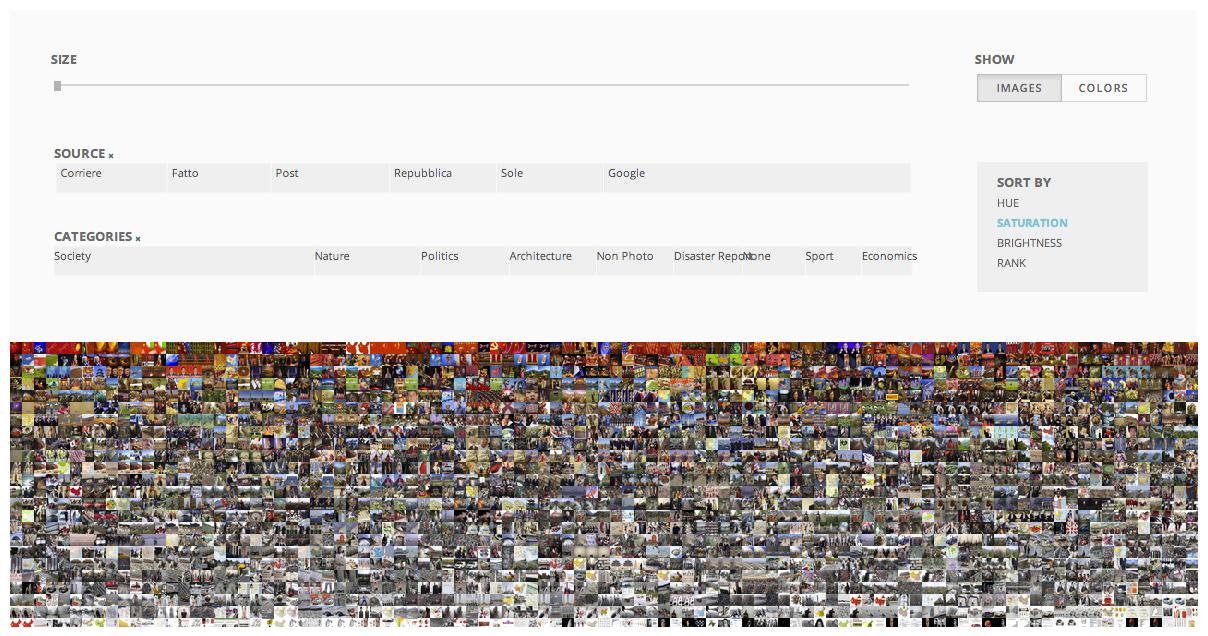 SIZE
SHOW
IMAGES COLORS
SOURCE x
Corriere Fatto Post Repubblica Sole Google
SORT BY
HUE
SATURATION
BRIGHTNESS
RANK
CATEGORIES x
Society Nature Politics Architecture Non Photo Disaster Report None Sport Economics